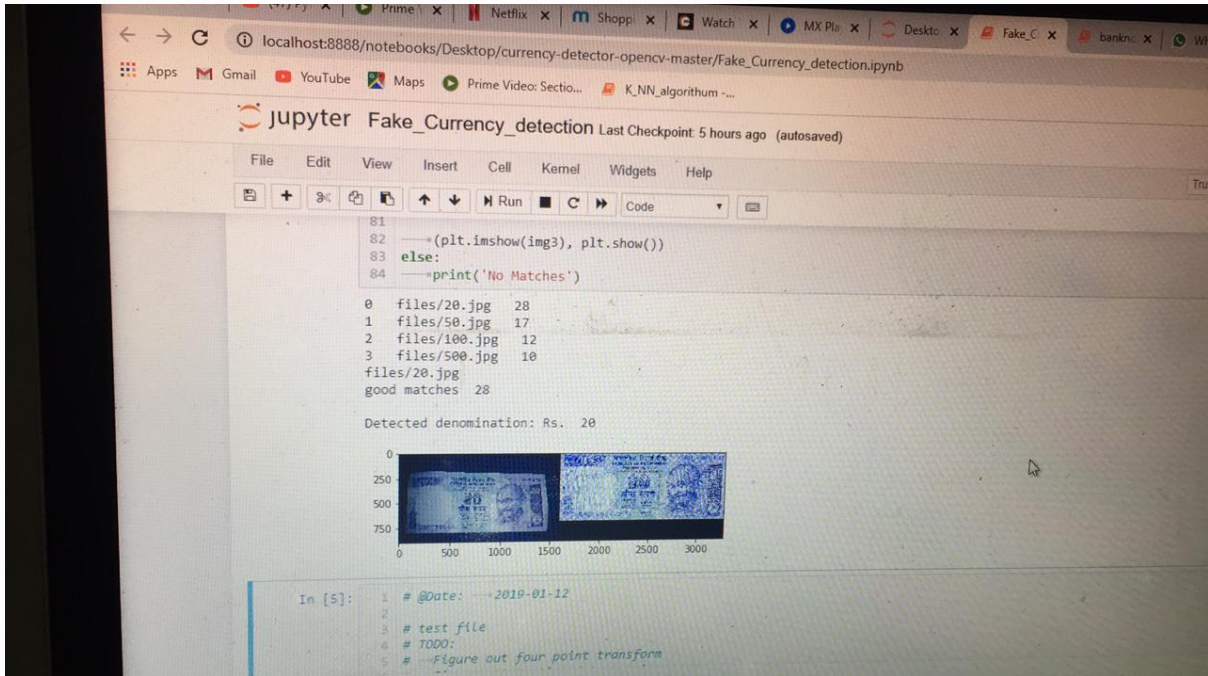 Prime
Netflix
Shoppi
Watch
MX Pla
Deskto
Fake_C
bankno
localhost:8888/notebooks/Desktop/currency-detector-opencv-master/Fake_Currency_detection.ipynb
Apps Gmail YouTube Maps Prime Video: Sectio... K_NN_algorithum -...
jupyter Fake_Currency_detection Last Checkpoint: 5 hours ago (autosaved)
File Edit View Insert Cell Kernel Widgets Help
Tru
Run Code
81
82 (plt.imshow(img3), plt.show())
83 else:
84 print('No Matches')
0 files/20.jpg 28
1 files/50.jpg 17
2 files/100.jpg 12
3 files/500.jpg 10
files/20.jpg
good matches 28
Detected denomination: Rs. 20
0
250
500
750
0 500 1000 1500 2000 2500 3000
In [5]: 1 # @Date: 2019-01-12
2
3 # test file
4 # TODO:
5 # Figure out four point transform